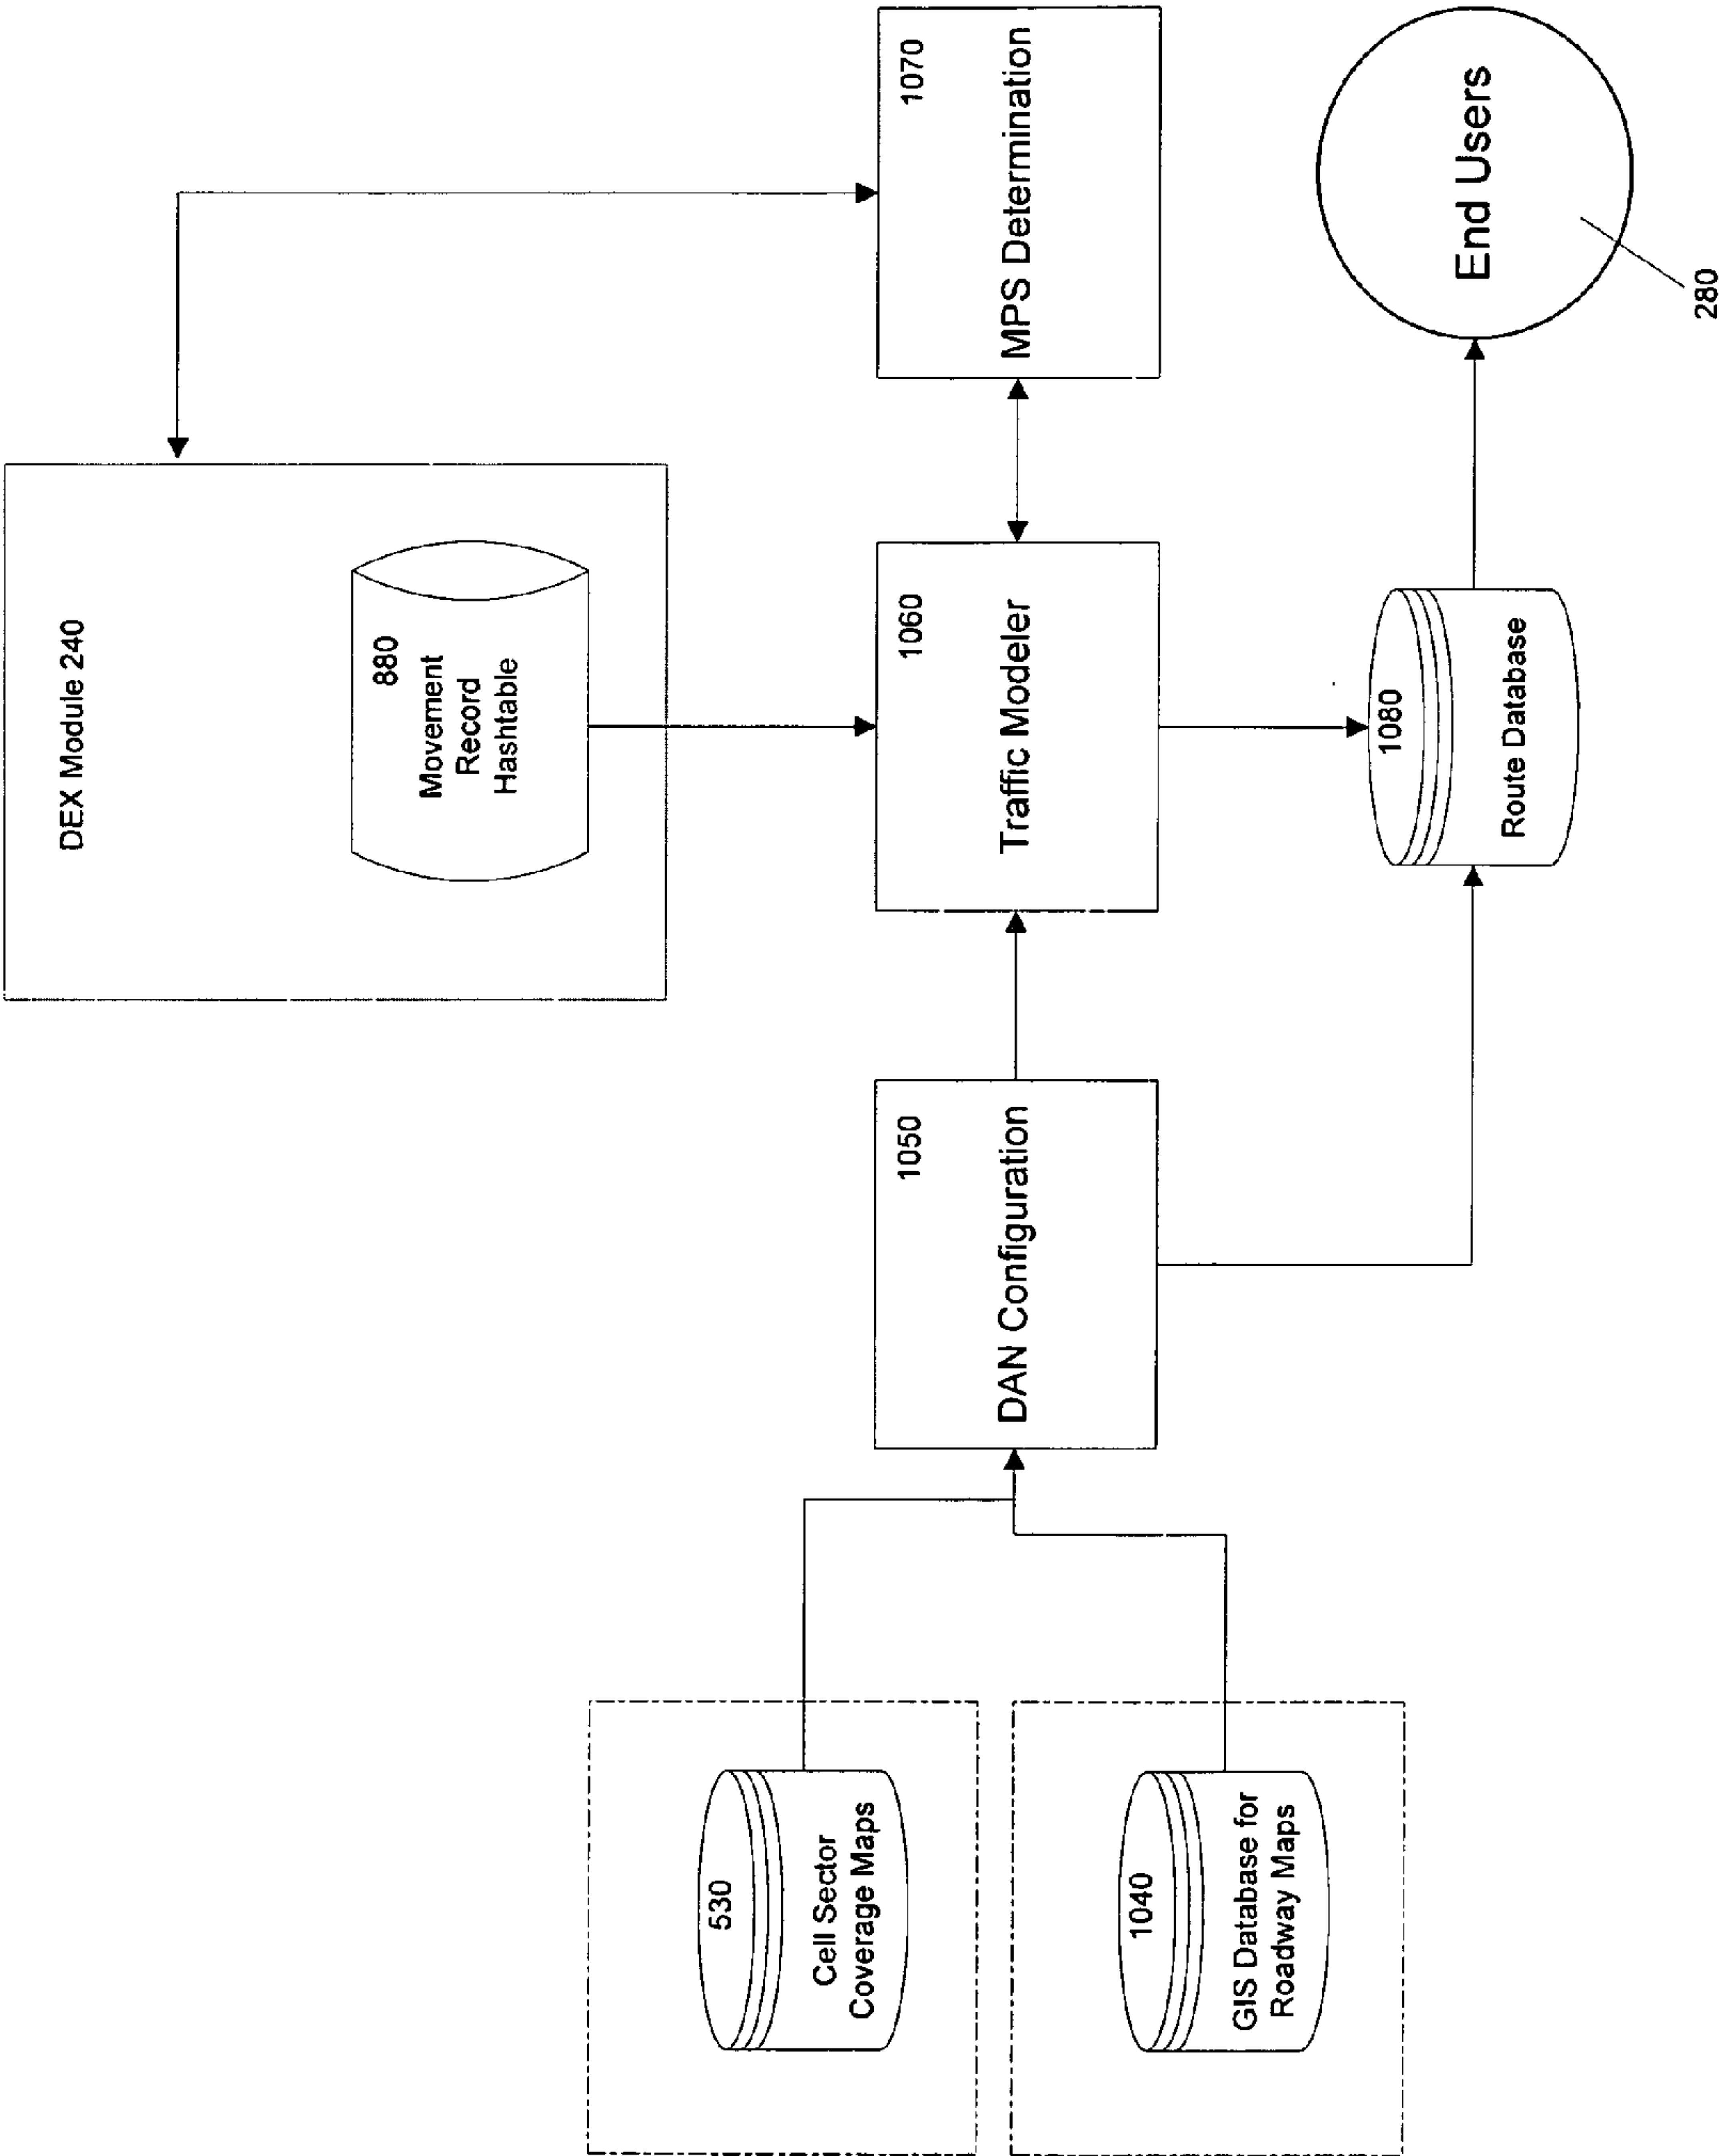 DEX Module 240
880
Movement
Record
Hashtable
530
Cell Sector
Coverage Maps
1050
DAN Configuration
1060
Traffic Modeler
1070
MPS Determination
1040
GIS Database for
Roadway Maps
1080
Route Database
End Users
280